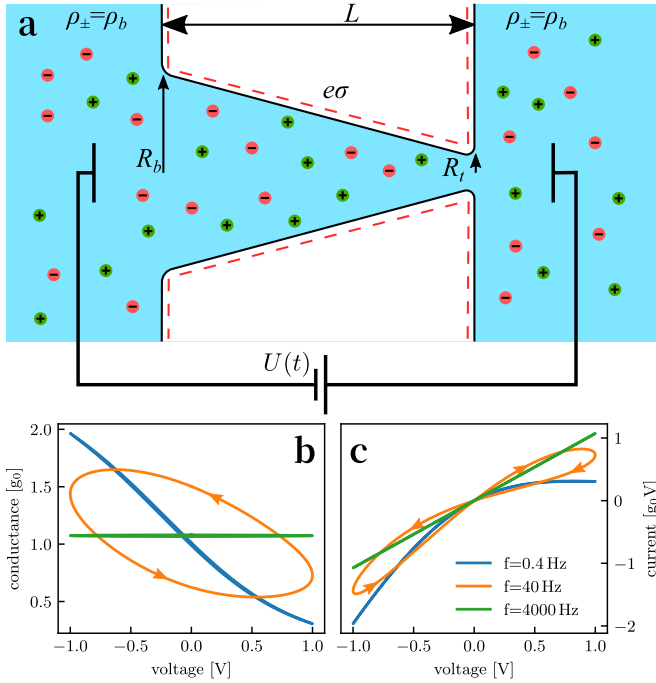 a
ρ±=ρb
L
ρ±=ρb
eσ
Rb
Rt
U(t)
b
c
conductance [g₀]
2.0
1.5
1.0
0.5
−1.0 −0.5 0.0 0.5 1.0
voltage [V]
f=0.4 Hz
f=40 Hz
f=4000 Hz
−1.0 −0.5 0.0 0.5 1.0
voltage [V]
1
0
−1
−2
current [g₀V]